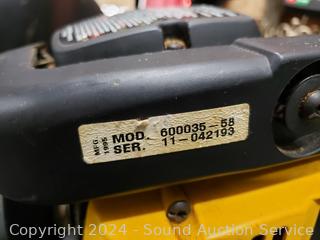 MFG 1995
MOD. 600035-58
SER. 11-042193
Copyright 2024 - Sound Auction Service